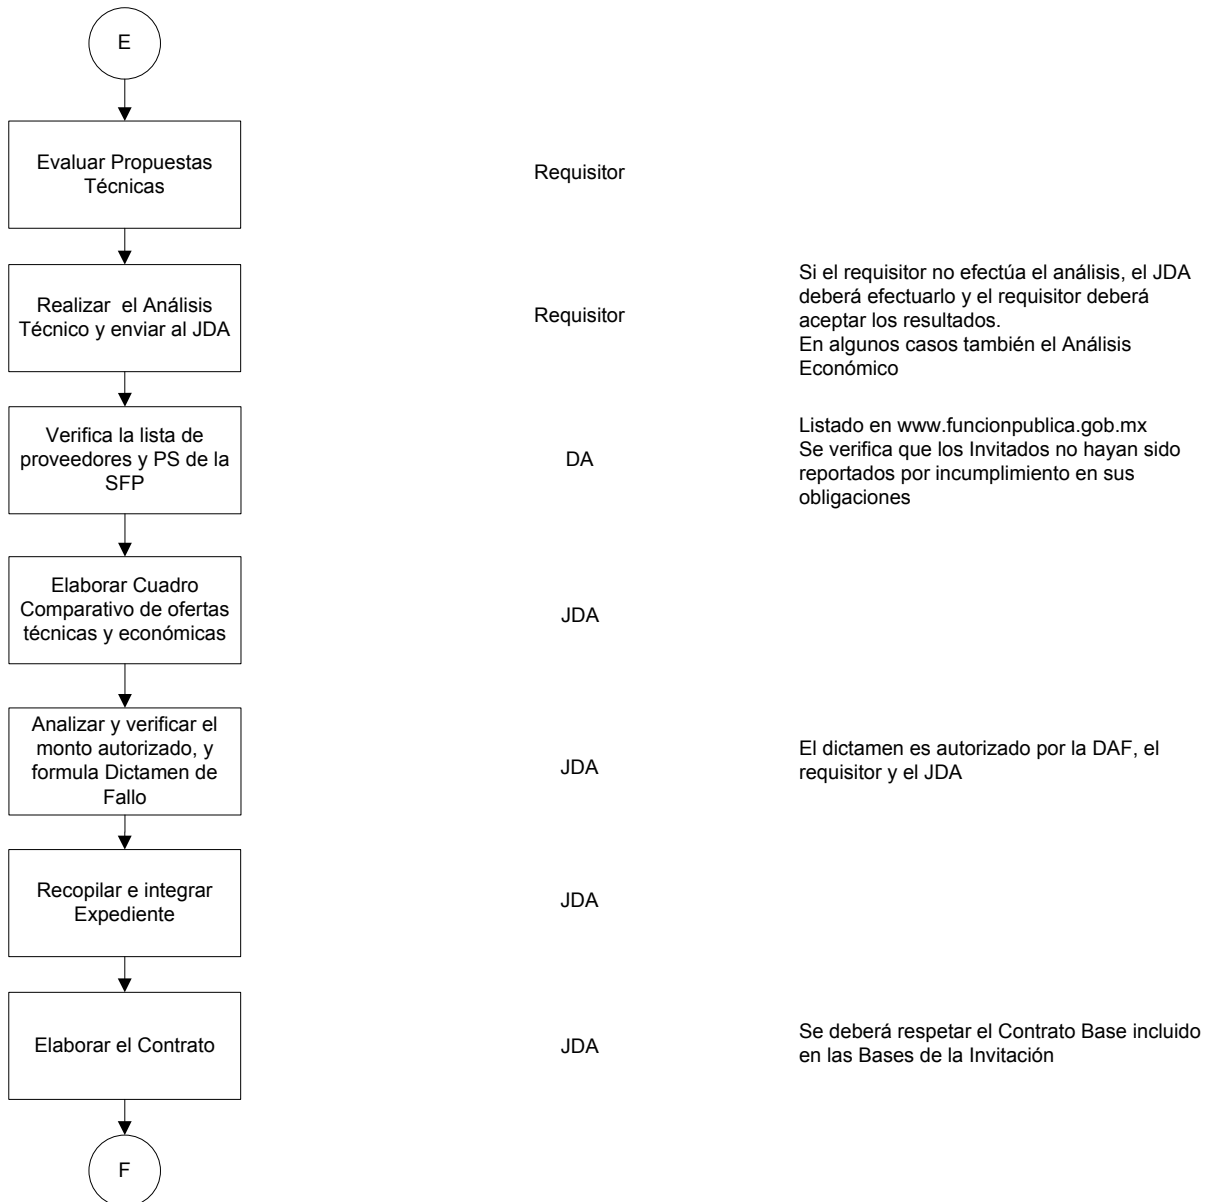 E
Evaluar Propuestas
Técnicas
Requisitor
Realizar el Análisis
Técnico y enviar al JDA
Requisitor
Si el requisitor no efectúa el análisis, el JDA
deberá efectuarlo y el requisitor deberá
aceptar los resultados.
En algunos casos también el Análisis
Económico
Verifica la lista de
proveedores y PS de la
SFP
DA
Listado en www.funcionpublica.gob.mx
Se verifica que los Invitados no hayan sido
reportados por incumplimiento en sus
obligaciones
Elaborar Cuadro
Comparativo de ofertas
técnicas y económicas
JDA
Analizar y verificar el
monto autorizado, y
formula Dictamen de
Fallo
JDA
El dictamen es autorizado por la DAF, el
requisitor y el JDA
Recopilar e integrar
Expediente
JDA
Elaborar el Contrato
JDA
Se deberá respetar el Contrato Base incluido
en las Bases de la Invitación
F